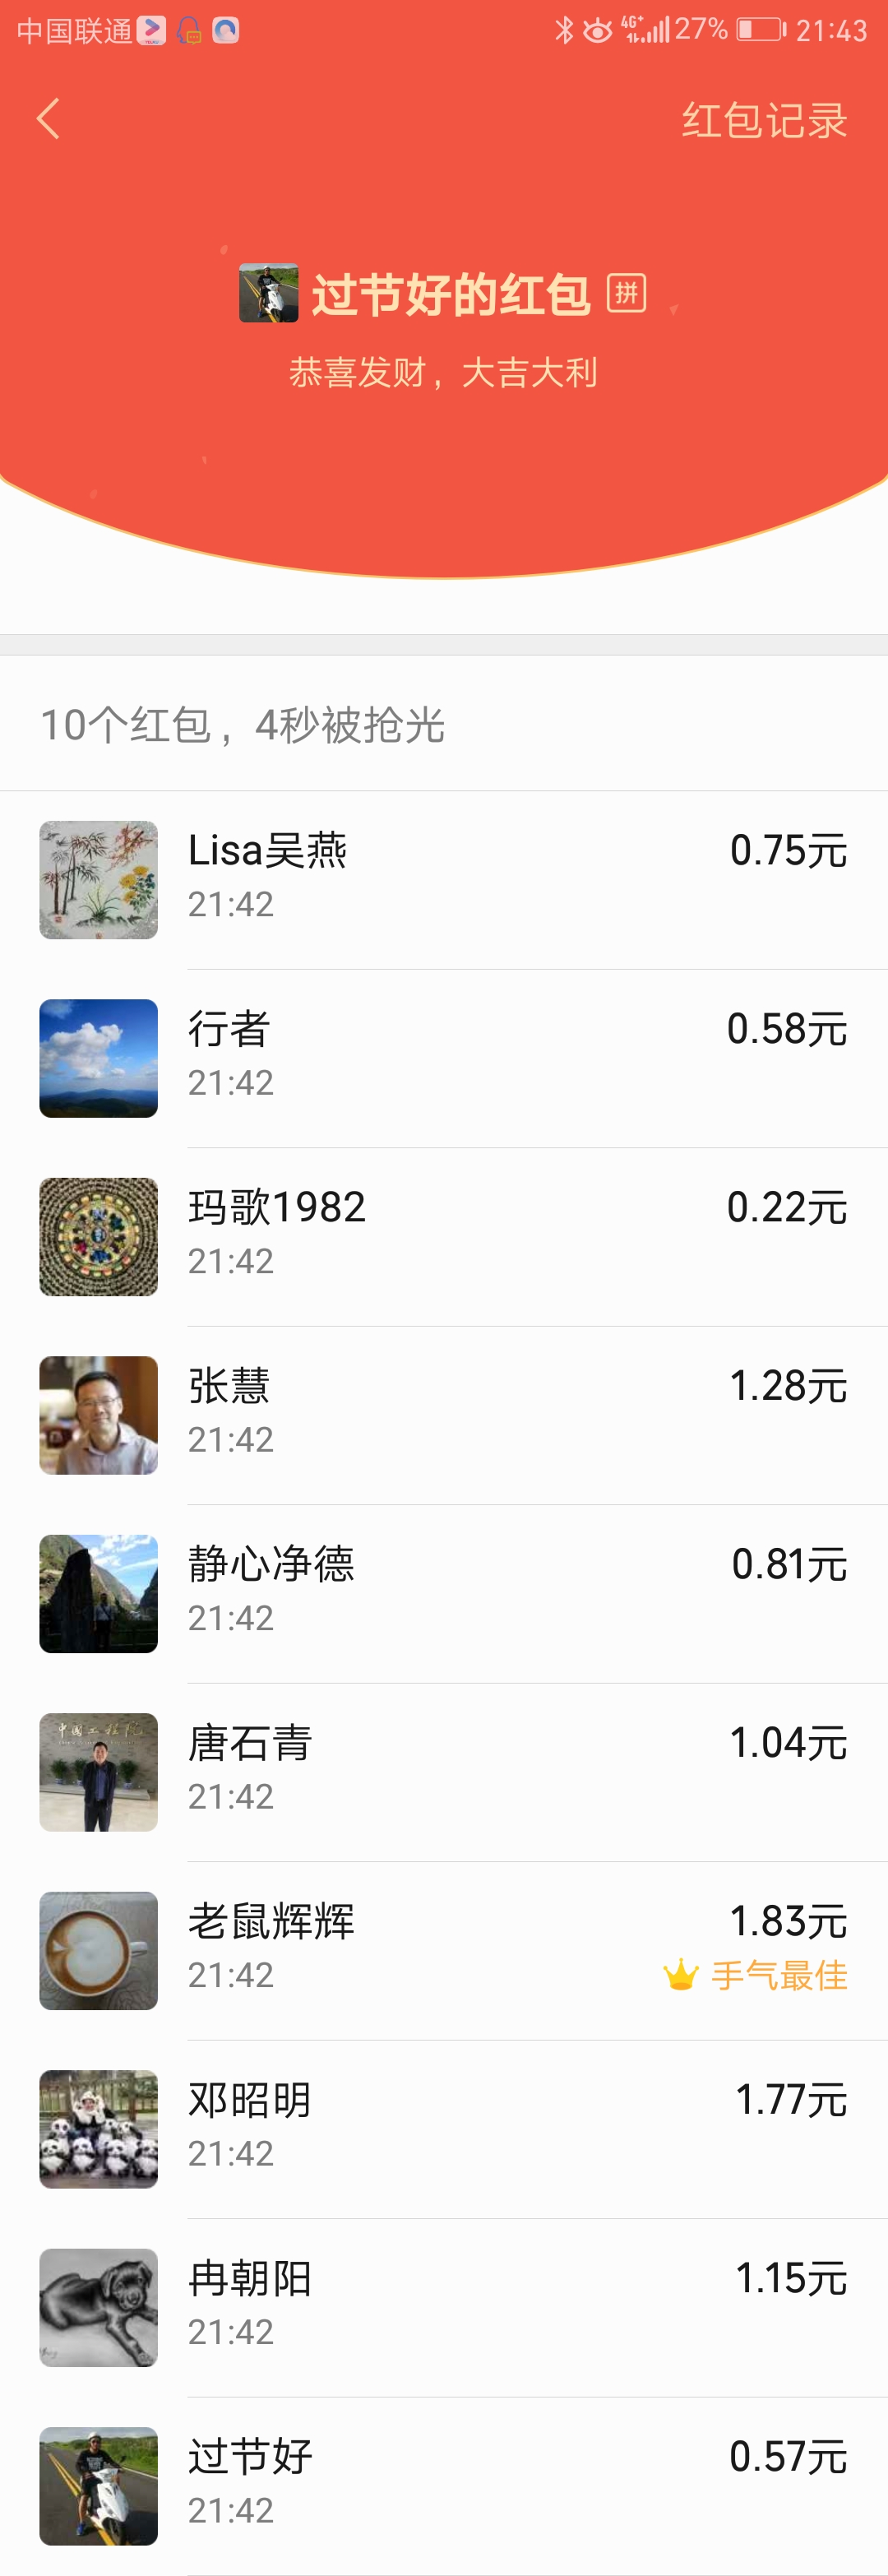 中国联通 4G+ 27% 21:43
红包记录
过节好的红包 拼
恭喜发财，大吉大利
10个红包，4秒被抢光
Lisa吴燕 0.75元
21:42
行者 0.58元
21:42
玛歌1982 0.22元
21:42
张慧 1.28元
21:42
静心净德 0.81元
21:42
中国工程院
唐石青 1.04元
21:42
老鼠辉辉 1.83元
21:42 手气最佳
邓昭明 1.77元
21:42
冉朝阳 1.15元
21:42
过节好 0.57元
21:42